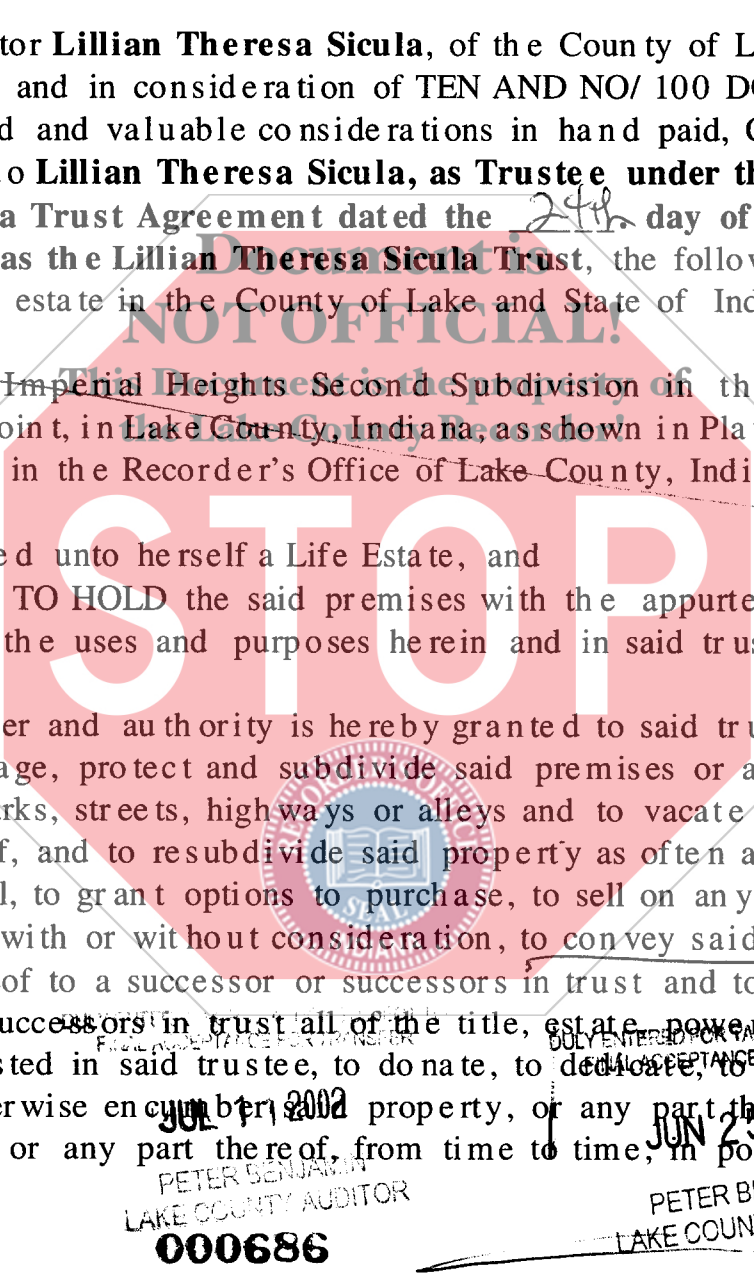 tor Lillian Theresa Sicula, of the County of L
and in consideration of TEN AND NO/ 100 D
d and valuable considerations in hand paid,
o Lillian Theresa Sicula, as Trustee under th
a Trust Agreement dated the 24th day of
as the Lillian Theresa Sicula Trust, the follov
estate in the County of Lake and State of Ind
Document is
NOT OFFICIAL!
This Document is the property of
the Lake County Recorder!
Imperial Heights Second Subdivision in th
oint, in Lake County, Indiana, as shown in Pla
in the Recorder's Office of Lake County, Indi
STOP
ed unto herself a Life Estate, and
TO HOLD the said premises with the appurte
the uses and purposes herein and in said trus
er and authority is hereby granted to said tru
age, protect and subdivide said premises or a
rks, streets, highways or alleys and to vacate
f, and to resubdivide said property as often a
l, to grant options to purchase, to sell on any
with or without consideration, to convey said
of to a successor or successors in trust and to
SEAL
INDIANA
uccessors in trust all of the title, estate, powe
FINAL ACCEPTANCE FOR TRANSFER
DULY ENTERED FOR TA
FINAL ACCEPTANCE
sted in said trustee, to donate, to dedicate, to
erwise encumber said property, or any part th
JUL 11 2002
JUN 25
or any part thereof, from time to time, in po
PETER BENJAMIN
LAKE COUNTY AUDITOR
PETER B
LAKE COUN
000686